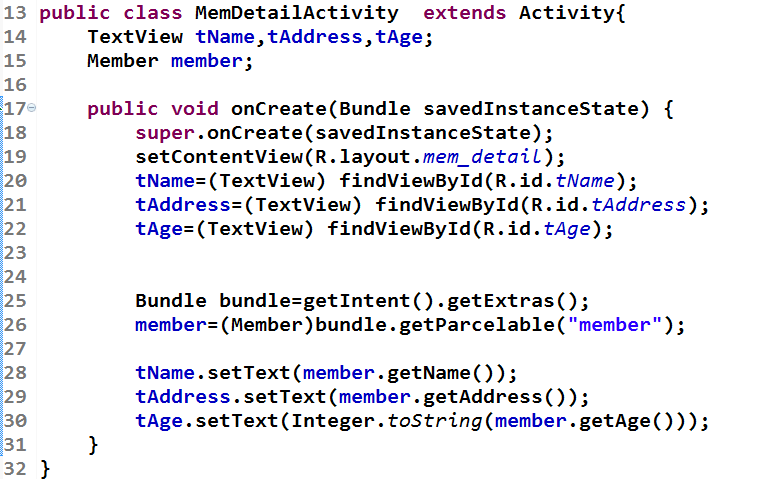 13 public class MemDetailActivity  extends Activity{
14     TextView tName,tAddress,tAge;
15     Member member;
16
17     public void onCreate(Bundle savedInstanceState) {
18         super.onCreate(savedInstanceState);
19         setContentView(R.layout.mem_detail);
20         tName=(TextView) findViewById(R.id.tName);
21         tAddress=(TextView) findViewById(R.id.tAddress);
22         tAge=(TextView) findViewById(R.id.tAge);
23
24
25         Bundle bundle=getIntent().getExtras();
26         member=(Member)bundle.getParcelable("member");
27
28         tName.setText(member.getName());
29         tAddress.setText(member.getAddress());
30         tAge.setText(Integer.toString(member.getAge()));
31     }
32 }